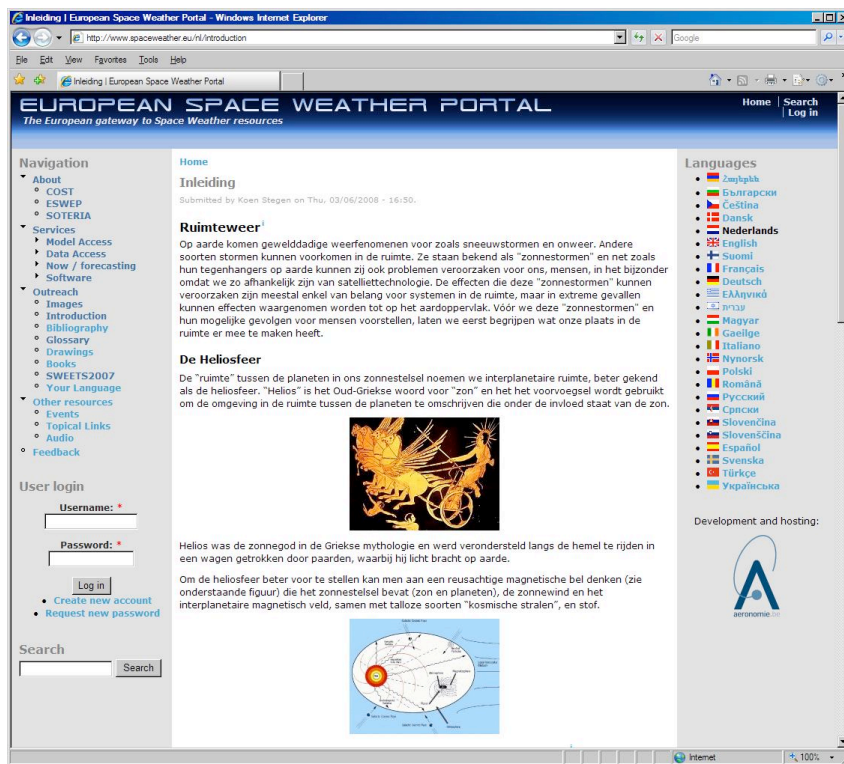 Inleiding | European Space Weather Portal - Windows Internet Explorer
http://www.spaceweather.eu/nl/introduction
Google
File Edit View Favorites Tools Help
Inleiding | European Space Weather Portal
EUROPEAN SPACE WEATHER PORTAL
The European gateway to Space Weather resources
Home | Search
| Log in
Navigation
About
COST
ESWEP
SOTERIA
Services
Model Access
Data Access
Now / forecasting
Software
Outreach
Images
Introduction
Bibliography
Glossary
Drawings
Books
SWEETS2007
Your Language
Other resources
Events
Topical Links
Audio
Feedback
User login
Username: *
Password: *
Log in
Create new account
Request new password
Search
Search
Home
Inleiding
Submitted by Koen Stegen on Thu, 03/06/2008 - 16:50.
Ruimteweer i
Op aarde komen gewelddadige weerfenomenen voor zoals sneeuwstormen en onweer. Andere
soorten stormen kunnen voorkomen in de ruimte. Ze staan bekend als "zonnestormen" en net zoals
hun tegenhangers op aarde kunnen zij ook problemen veroorzaken voor ons, mensen, in het bijzonder
omdat we zo afhankelijk zijn van satelliettechnologie. De effecten die deze "zonnestormen" kunnen
veroorzaken zijn meestal enkel van belang voor systemen in de ruimte, maar in extreme gevallen
kunnen effecten waargenomen worden tot op het aardoppervlak. Vóór we deze "zonnestormen" en
hun mogelijke gevolgen voor mensen voorstellen, laten we eerst begrijpen wat onze plaats in de
ruimte er mee te maken heeft.
De Heliosfeer
De "ruimte" tussen de planeten in ons zonnestelsel noemen we interplanetaire ruimte, beter gekend
als de heliosfeer. "Helios" is het Oud-Griekse woord voor "zon" en het het voorvoegsel wordt gebruikt
om de omgeving in de ruimte tussen de planeten te omschrijven die onder de invloed staat van de zon.
Helios was de zonnegod in de Griekse mythologie en werd verondersteld langs de hemel te rijden in
een wagen getrokken door paarden, waarbij hij licht bracht op aarde.
Om de heliosfeer beter voor te stellen kan men aan een reusachtige magnetische bel denken (zie
onderstaande figuur) die het zonnestelsel bevat (zon en planeten), de zonnewind en het
interplanetaire magnetisch veld, samen met talloze soorten "kosmische stralen", en stof.
Languages
Հայերեն
Български
Čeština
Dansk
Nederlands
English
Suomi
Français
Deutsch
Ελληνικά
עברית
Magyar
Gaeilge
Italiano
Nynorsk
Polski
Română
Русский
Српски
Slovenčina
Slovenščina
Español
Svenska
Türkçe
Українська
Development and hosting:
aeronomie.be
Internet
100%